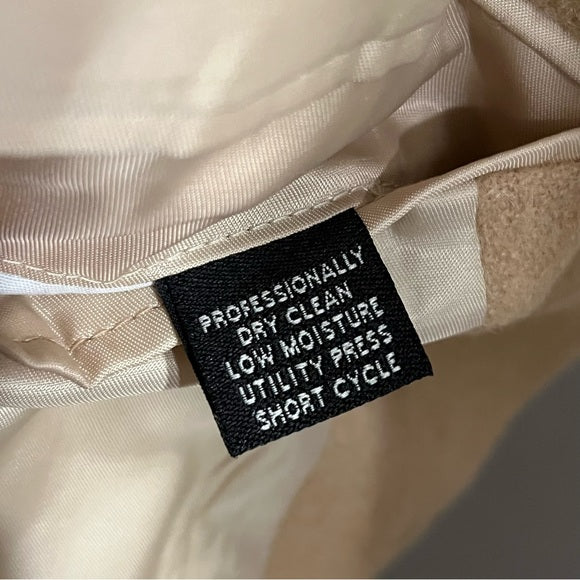 PROFESSIONALLY
DRY CLEAN
LOW MOISTURE
UTILITY PRESS
SHORT CYCLE